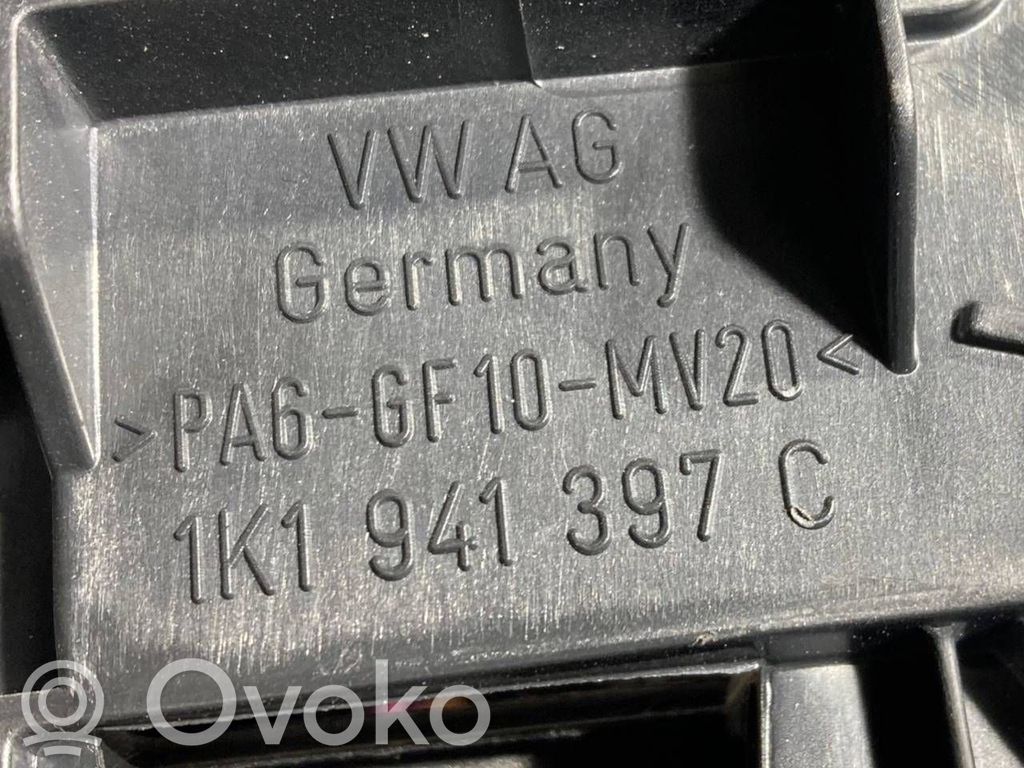 VW AG
Germany
>PA6-GF10-MV20<
1K1 941 397 C
Ovoko